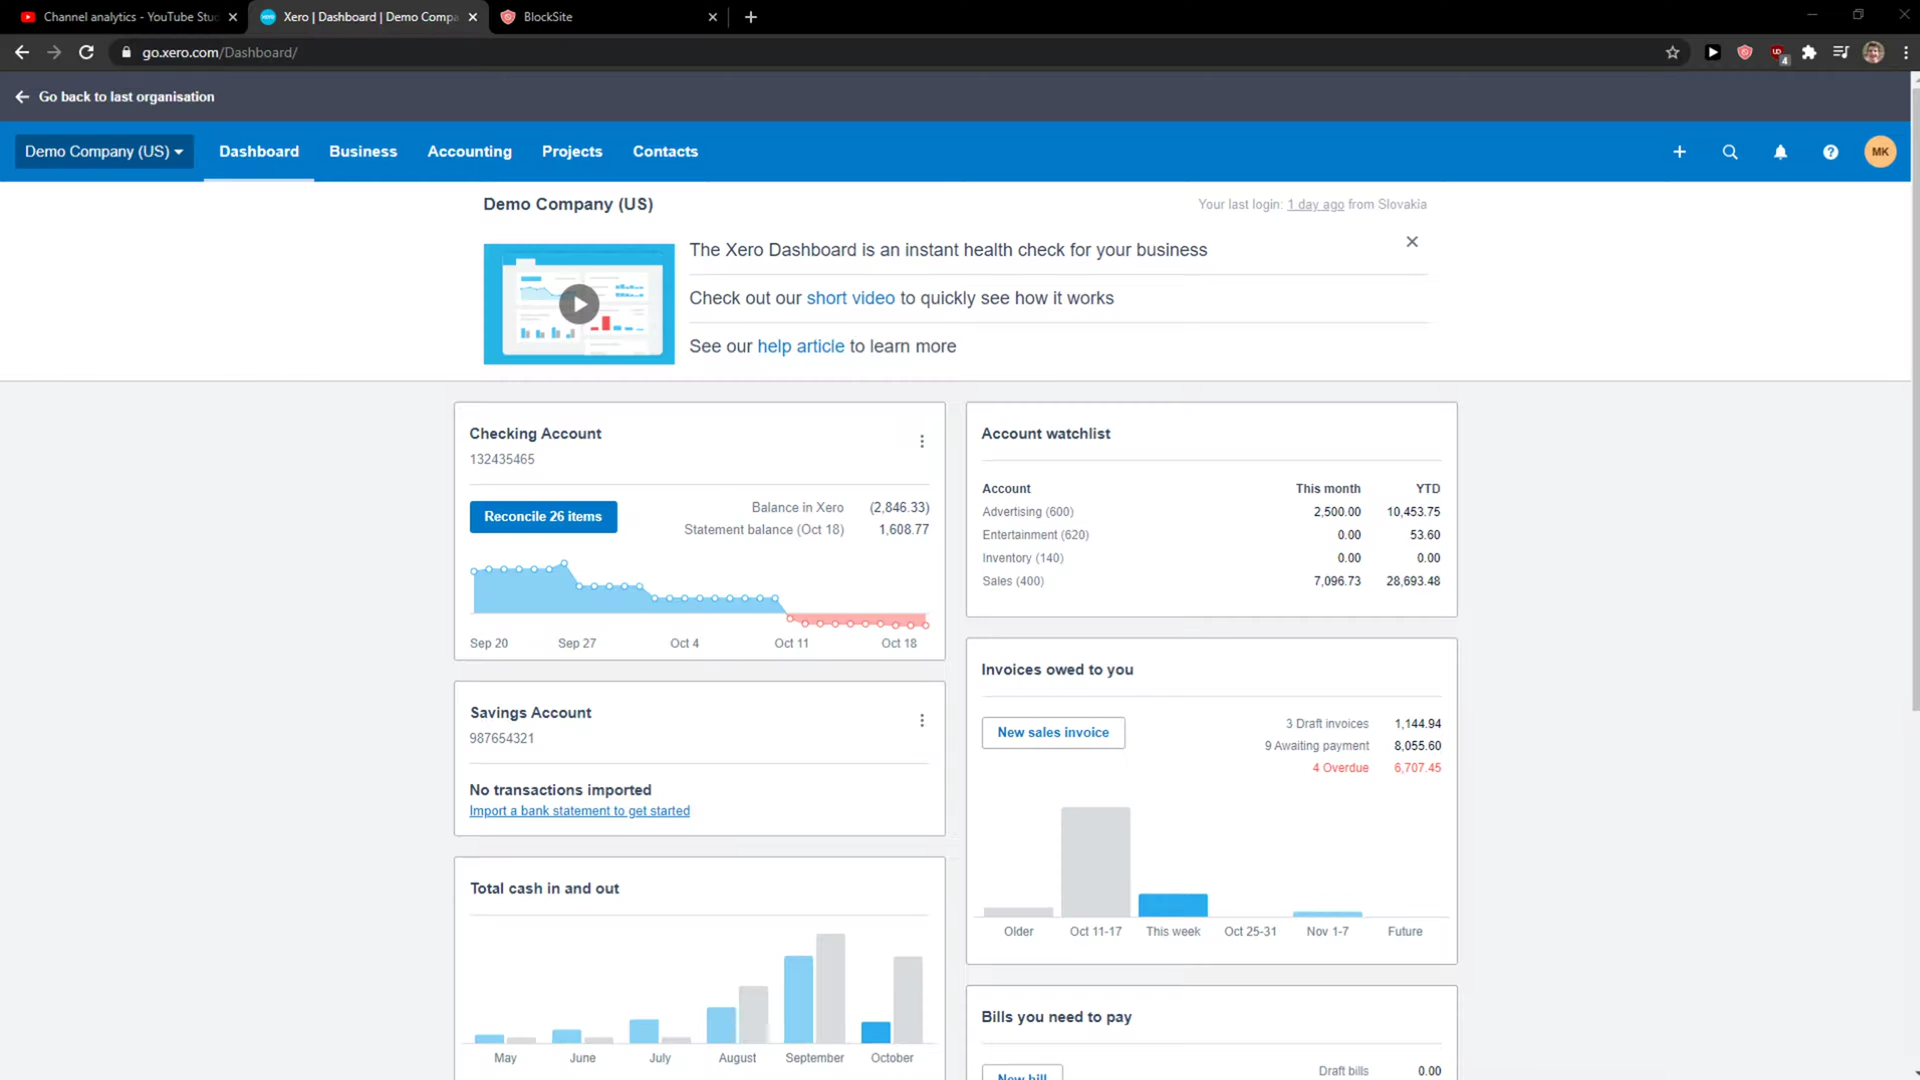 Channel analytics - YouTube Stu
Xero | Dashboard | Demo Compa
BlockSite
go.xero.com/Dashboard/
4
Go back to last organisation
Demo Company (US)
Dashboard
Business
Accounting
Projects
Contacts
MK
Demo Company (US)
Your last login: 1 day ago from Slovakia
The Xero Dashboard is an instant health check for your business
Check out our short video to quickly see how it works
See our help article to learn more
Checking Account
132435465
Reconcile 26 items
Balance in Xero (2,846.33)
Statement balance (Oct 18) 1,608.77
Sep 20 Sep 27 Oct 4 Oct 11 Oct 18
Savings Account
987654321
No transactions imported
Import a bank statement to get started
Total cash in and out
May June July August September October
Account watchlist
Account This month YTD
Advertising (600) 2,500.00 10,453.75
Entertainment (620) 0.00 53.60
Inventory (140) 0.00 0.00
Sales (400) 7,096.73 28,693.48
Invoices owed to you
New sales invoice
3 Draft invoices 1,144.94
9 Awaiting payment 8,055.60
4 Overdue 6,707.45
Older Oct 11-17 This week Oct 25-31 Nov 1-7 Future
Bills you need to pay
New bill
Draft bills 0.00